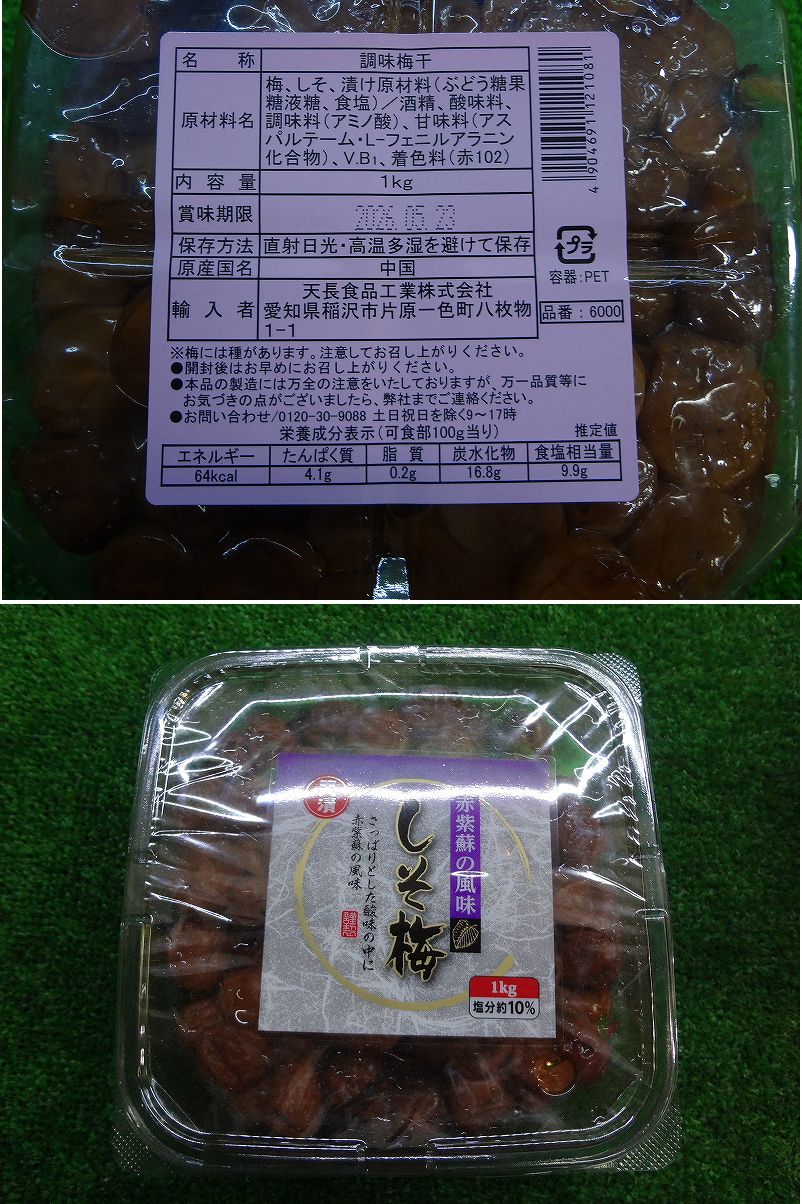 名称 調味梅干
原材料名 梅、しそ、漬け原材料(ぶどう糖果
糖液糖、食塩)/酒精、酸味料、
調味料(アミノ酸)、甘味料(アス
パルテーム・L-フェニルアラニン
化合物)、V.B₁、着色料(赤102)
内容量 1kg
賞味期限 2026.05.23
保存方法 直射日光・高温多湿を避けて保存
原産国名 中国
輸入者 天長食品工業株式会社
愛知県稲沢市片原一色町八枚物
1-1
4 904691 121081
プラ
容器:PET
品番:6000
※梅には種があります。注意してお召し上がりください。
●開封後はお早めにお召し上がりください。
●本品の製造には万全の注意をいたしておりますが、万一品質等に
お気づきの点がございましたら、弊社までご連絡ください。
●お問い合わせ/0120-30-9088 土日祝日を除く9~17時
栄養成分表示(可食部100g当り) 推定値
エネルギー たんぱく質 脂質 炭水化物 食塩相当量
64kcal 4.1g 0.2g 16.8g 9.9g
赤紫蘇の風味
しそ梅
さっぱりとした酸味の中に
赤紫蘇の風味
1kg
塩分約10%